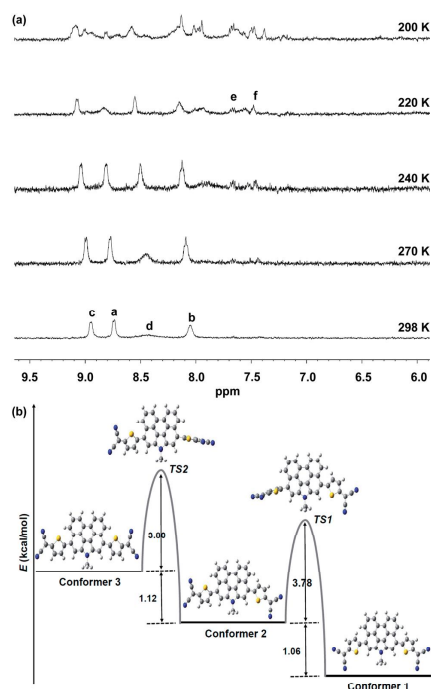 (a)
200 K
220 K
e f
240 K
270 K
298 K
c a d b
9.5 9.0 8.5 8.0 7.5 7.0 6.5 6.0
ppm
(b)
E (kcal/mol)
TS2
TS1
3.78
Conformer 3
1.12
Conformer 2
1.06
Conformer 1